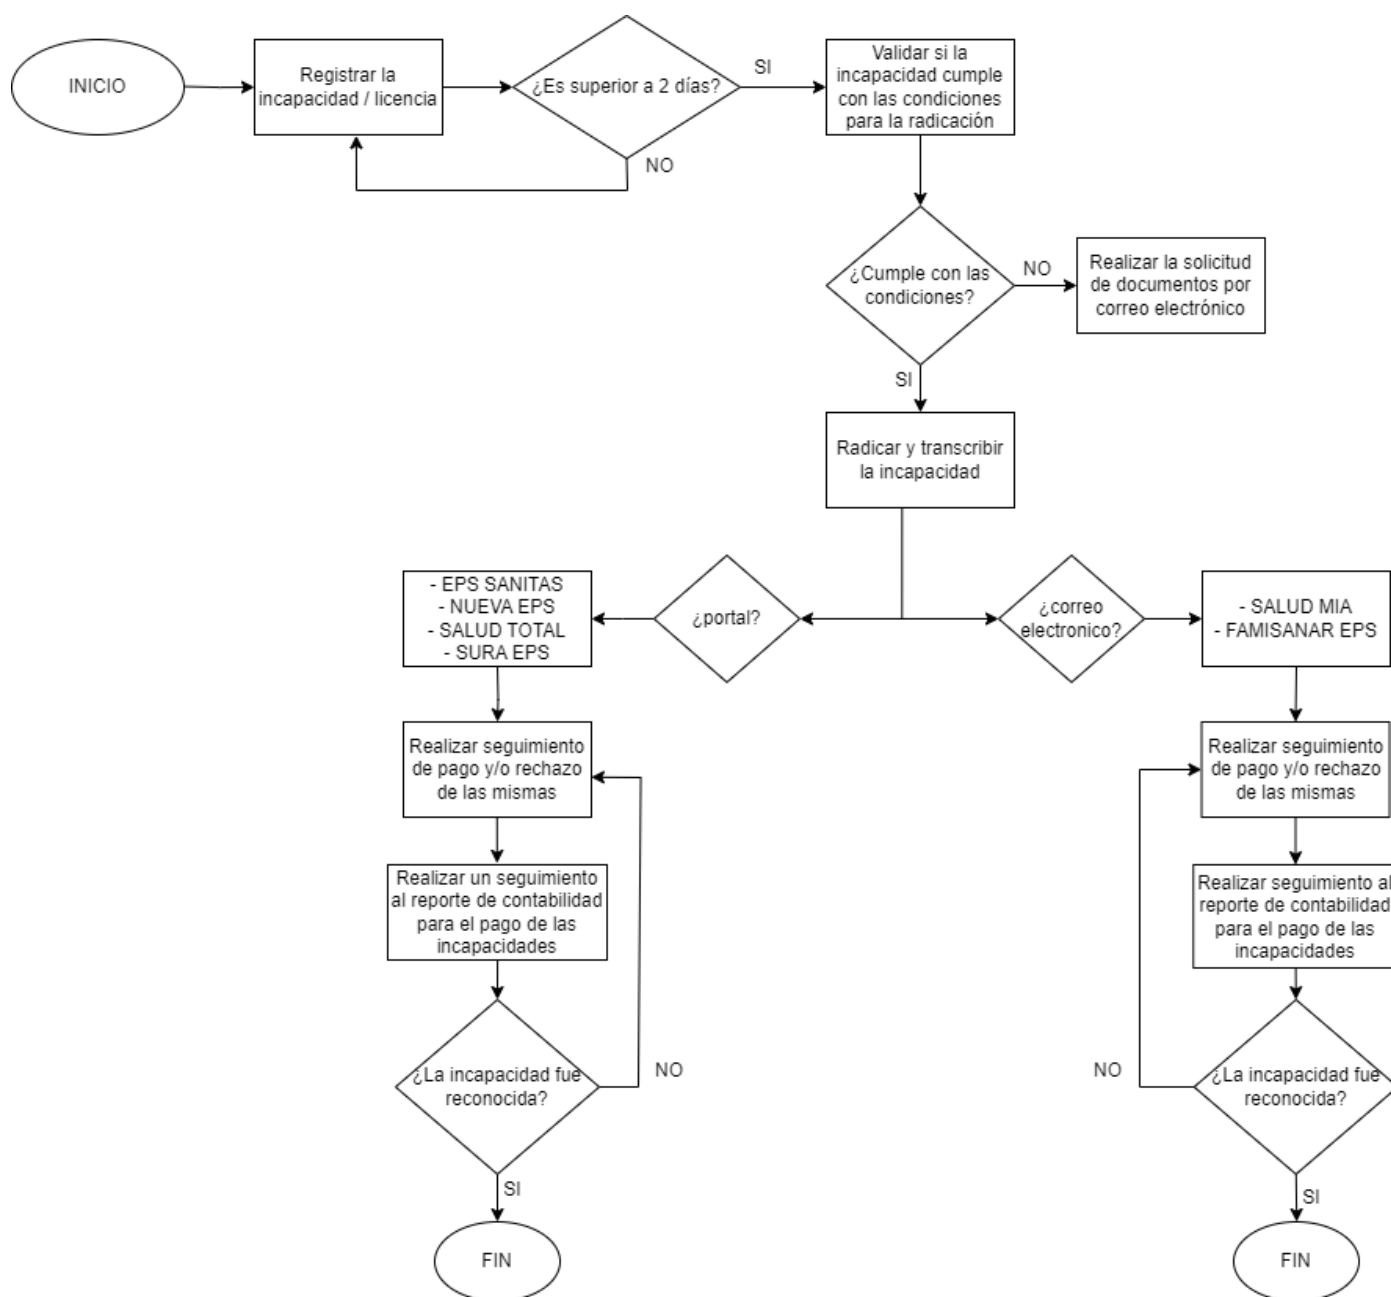 INICIO
Registrar la
incapacidad / licencia
¿Es superior a 2 días?
SI
NO
Validar si la
incapacidad cumple
con las condiciones
para la radicación
¿Cumple con las
condiciones?
NO
Realizar la solicitud
de documentos por
correo electrónico
SI
Radicar y transcribir
la incapacidad
- EPS SANITAS
- NUEVA EPS
- SALUD TOTAL
- SURA EPS
¿portal?
¿correo
electronico?
- SALUD MIA
- FAMISANAR EPS
Realizar seguimiento
de pago y/o rechazo
de las mismas
Realizar seguimiento
de pago y/o rechazo
de las mismas
Realizar un seguimiento
al reporte de contabilidad
para el pago de las
incapacidades
Realizar seguimiento al
reporte de contabilidad
para el pago de las
incapacidades
¿La incapacidad fue
reconocida?
NO
NO
¿La incapacidad fue
reconocida?
SI
SI
FIN
FIN